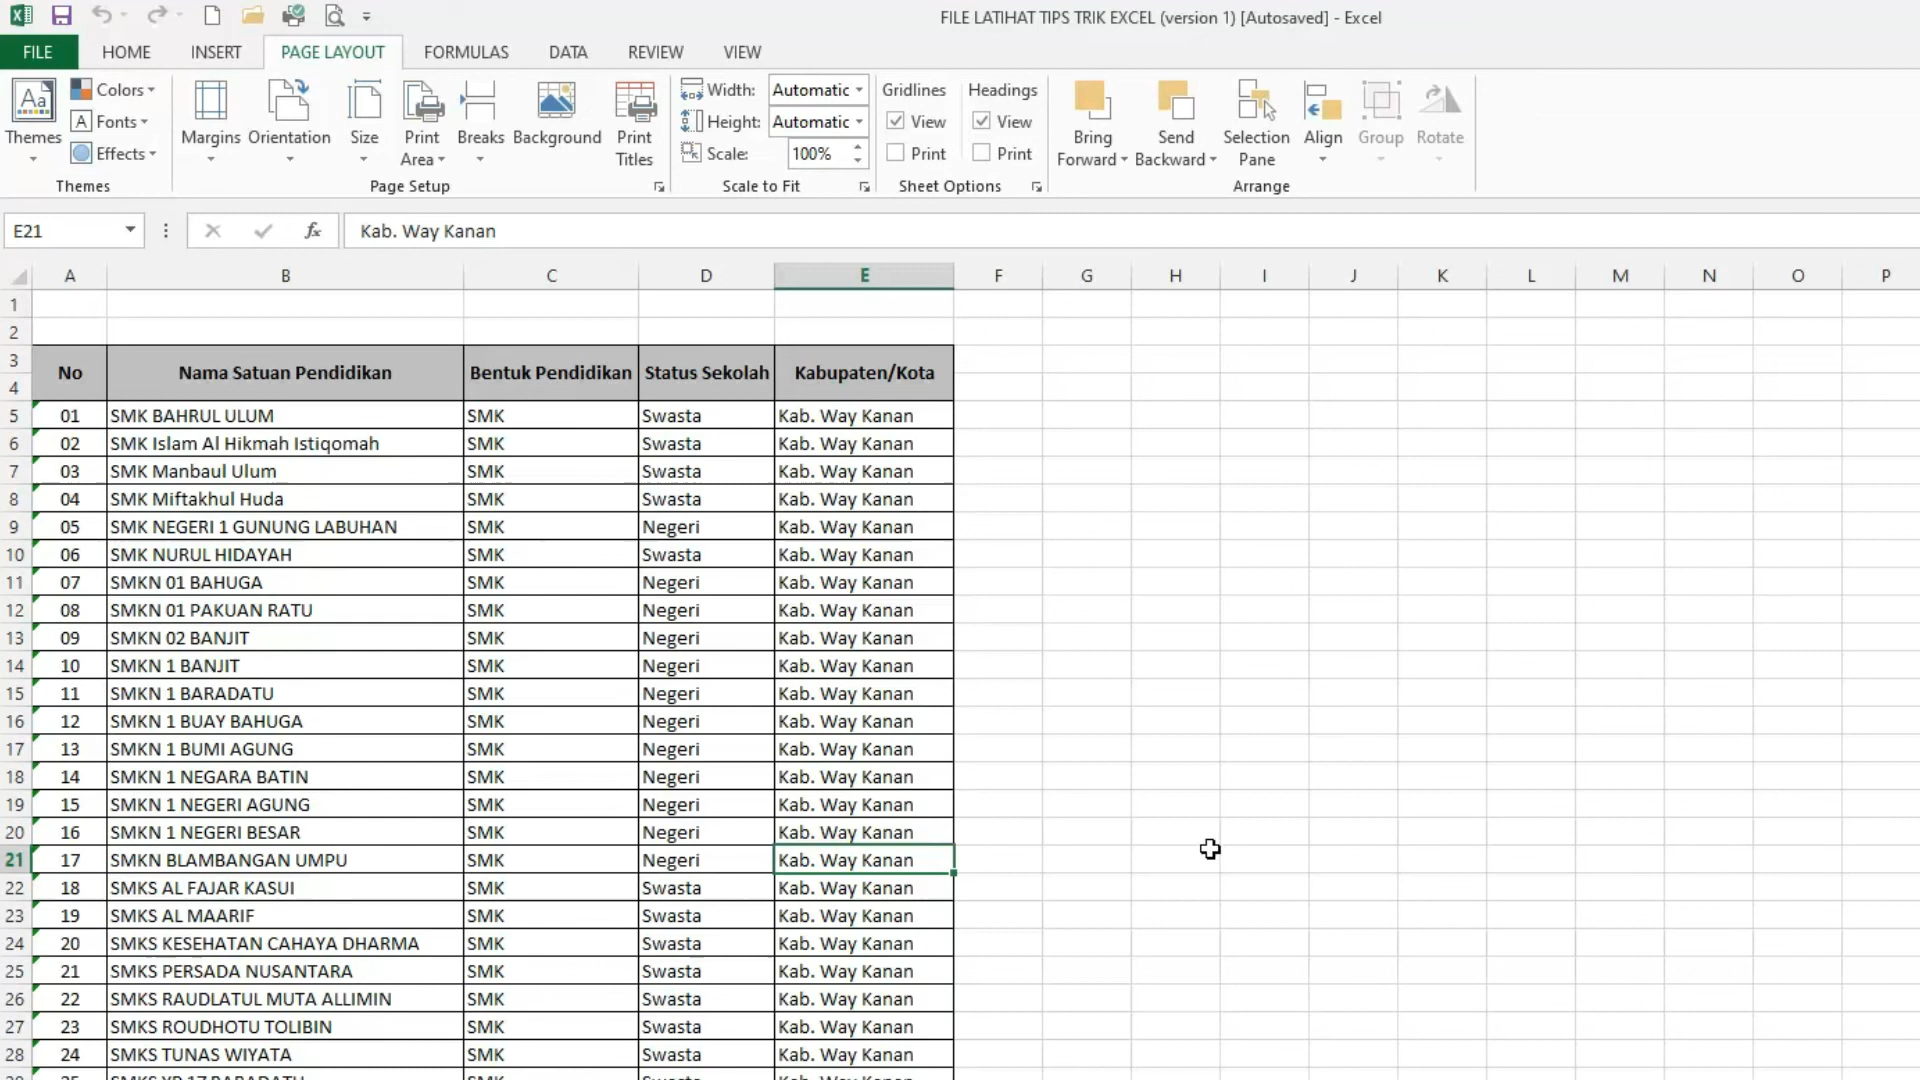 FILE LATIHAT TIPS TRIK EXCEL (version 1) [Autosaved] - Excel
FILE HOME INSERT PAGE LAYOUT FORMULAS DATA REVIEW VIEW
Themes
Colors
Fonts
Effects
Themes
Margins
Orientation
Size
Print Area
Breaks
Background
Print Titles
Page Setup
Width: Automatic
Height: Automatic
Scale: 100%
Scale to Fit
Gridlines Headings
View View
Print Print
Sheet Options
Bring Forward
Send Backward
Selection Pane
Align
Group
Rotate
Arrange
E21 fx Kab. Way Kanan
A B C D E F G H I J K L M N O P
1
2
3
4
No Nama Satuan Pendidikan Bentuk Pendidikan Status Sekolah Kabupaten/Kota
5 01 SMK BAHRUL ULUM SMK Swasta Kab. Way Kanan
6 02 SMK Islam Al Hikmah Istiqomah SMK Swasta Kab. Way Kanan
7 03 SMK Manbaul Ulum SMK Swasta Kab. Way Kanan
8 04 SMK Miftakhul Huda SMK Swasta Kab. Way Kanan
9 05 SMK NEGERI 1 GUNUNG LABUHAN SMK Negeri Kab. Way Kanan
10 06 SMK NURUL HIDAYAH SMK Swasta Kab. Way Kanan
11 07 SMKN 01 BAHUGA SMK Negeri Kab. Way Kanan
12 08 SMKN 01 PAKUAN RATU SMK Negeri Kab. Way Kanan
13 09 SMKN 02 BANJIT SMK Negeri Kab. Way Kanan
14 10 SMKN 1 BANJIT SMK Negeri Kab. Way Kanan
15 11 SMKN 1 BARADATU SMK Negeri Kab. Way Kanan
16 12 SMKN 1 BUAY BAHUGA SMK Negeri Kab. Way Kanan
17 13 SMKN 1 BUMI AGUNG SMK Negeri Kab. Way Kanan
18 14 SMKN 1 NEGARA BATIN SMK Negeri Kab. Way Kanan
19 15 SMKN 1 NEGERI AGUNG SMK Negeri Kab. Way Kanan
20 16 SMKN 1 NEGERI BESAR SMK Negeri Kab. Way Kanan
21 17 SMKN BLAMBANGAN UMPU SMK Negeri Kab. Way Kanan
22 18 SMKS AL FAJAR KASUI SMK Swasta Kab. Way Kanan
23 19 SMKS AL MAARIF SMK Swasta Kab. Way Kanan
24 20 SMKS KESEHATAN CAHAYA DHARMA SMK Swasta Kab. Way Kanan
25 21 SMKS PERSADA NUSANTARA SMK Swasta Kab. Way Kanan
26 22 SMKS RAUDLATUL MUTA ALLIMIN SMK Swasta Kab. Way Kanan
27 23 SMKS ROUDHOTU TOLIBIN SMK Swasta Kab. Way Kanan
28 24 SMKS TUNAS WIYATA SMK Swasta Kab. Way Kanan